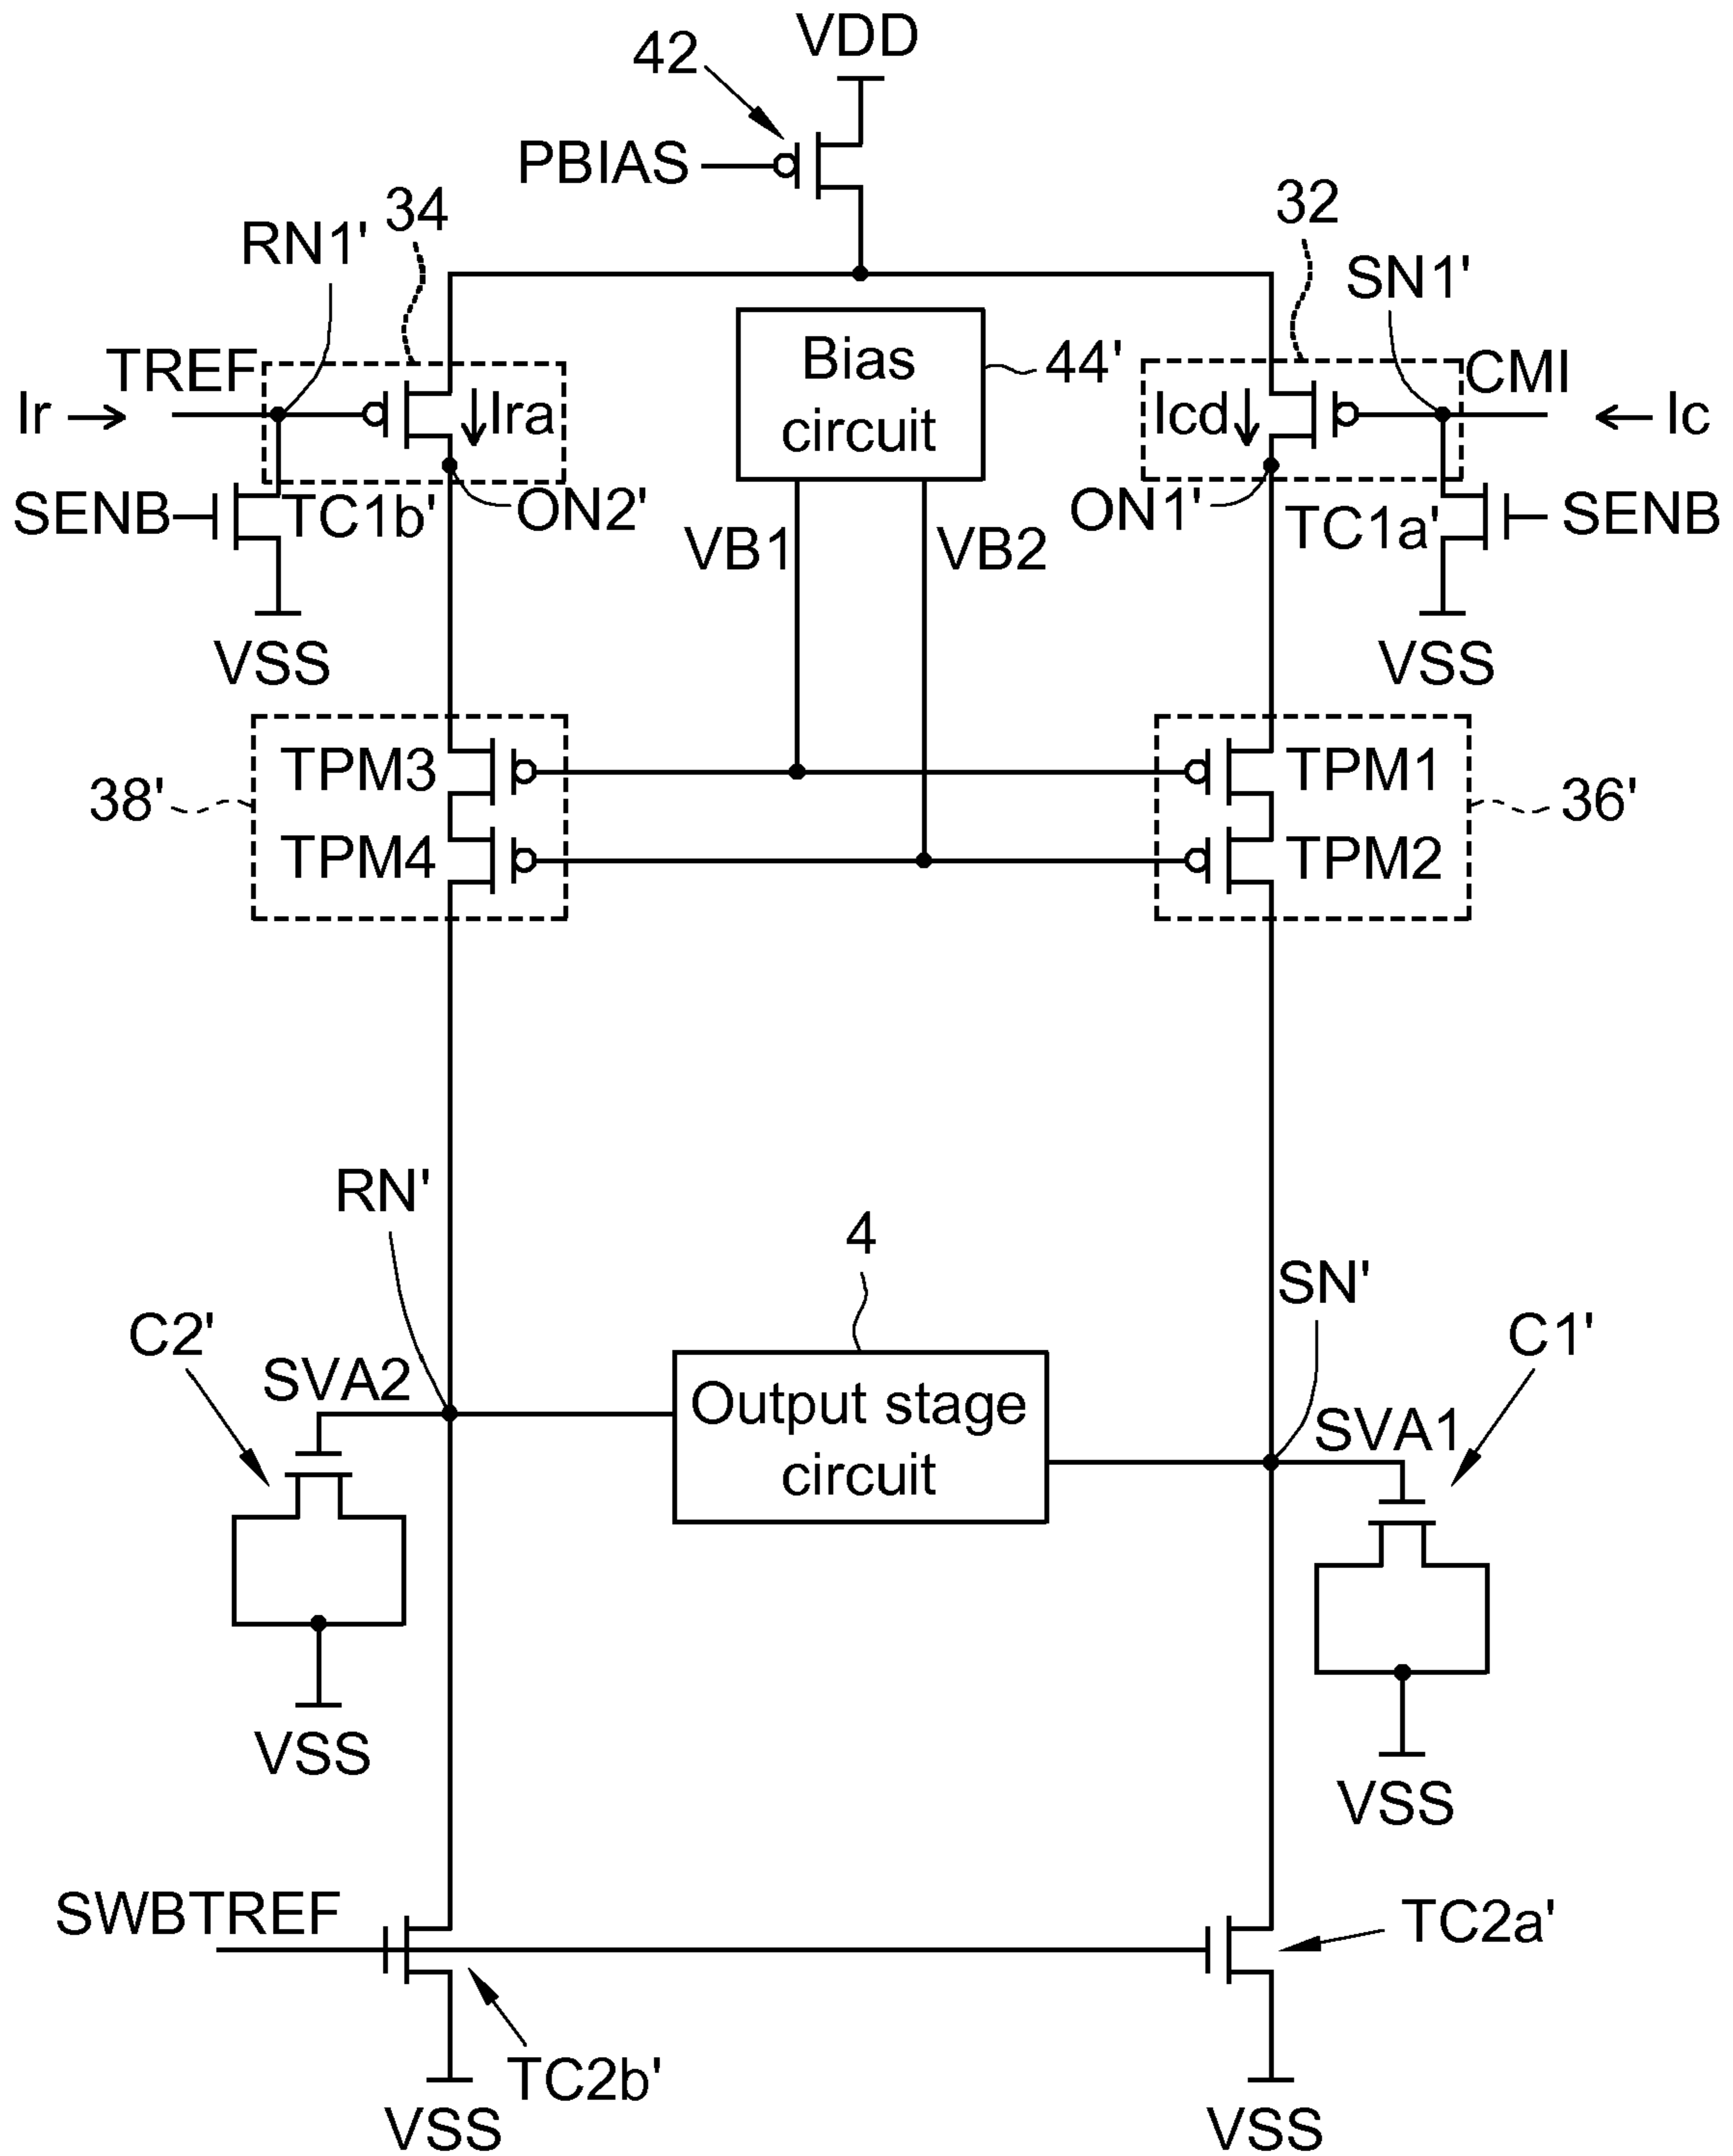 VDD
42
PBIAS
34
32
RN1'
SN1'
TREF
Bias
circuit
44'
CMI
Ir
Ira
Icd
Ic
SENB
TC1b'
ON2'
ON1'
TC1a'
SENB
VB1
VB2
VSS
VSS
TPM3
TPM1
38'
36'
TPM4
TPM2
RN'
4
SN'
C2'
C1'
SVA2
Output stage
circuit
SVA1
VSS
VSS
SWBTREF
TC2a'
TC2b'
VSS
VSS